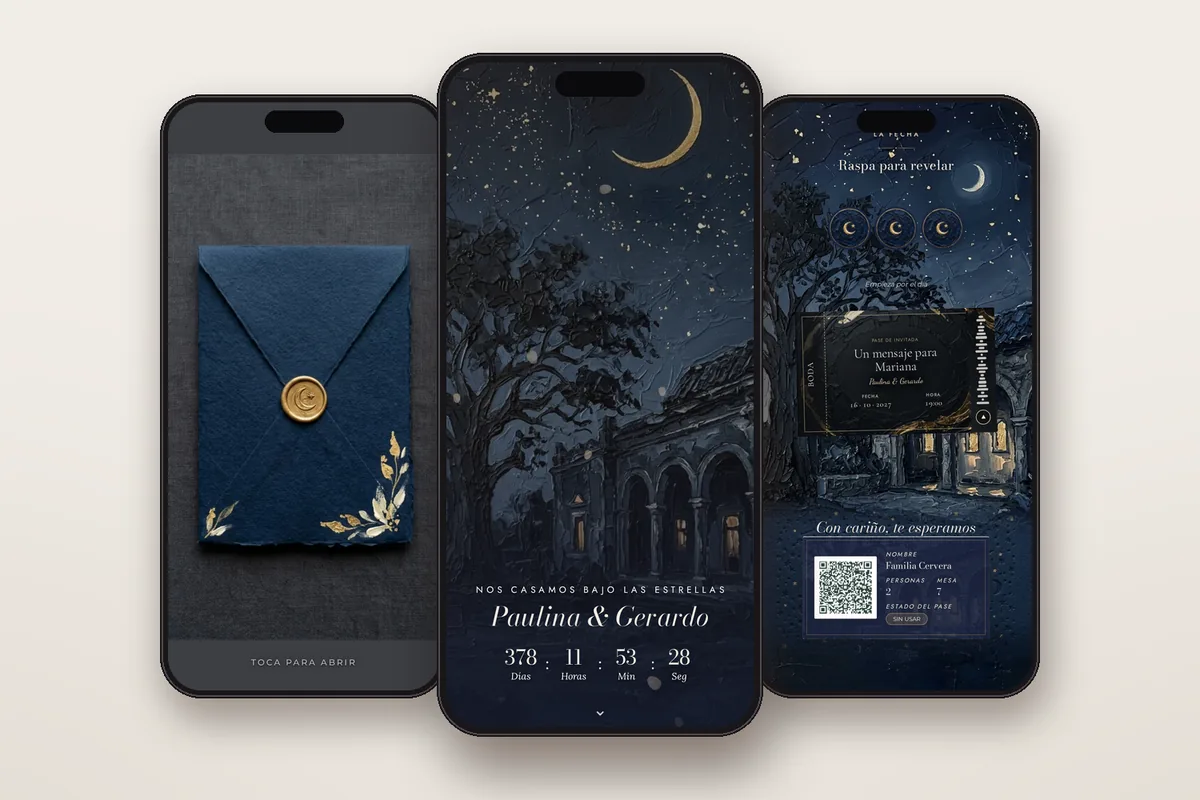 TOCA PARA ABRIR
NOS CASAMOS BAJO LAS ESTRELLAS
Paulina & Gerardo
378 : 11 : 53 : 28
Días Horas Min Seg
LA FECHA
Raspa para revelar
Empieza por el día
BODA
PASE DE INVITADA
Un mensaje para
Mariana
Paulina & Gerardo
FECHA HORA
16 · 10 · 2027 19:00
Con cariño, te esperamos
NOMBRE
Familia Cervera
PERSONAS MESA
2 7
ESTADO DEL PASE
SIN USAR